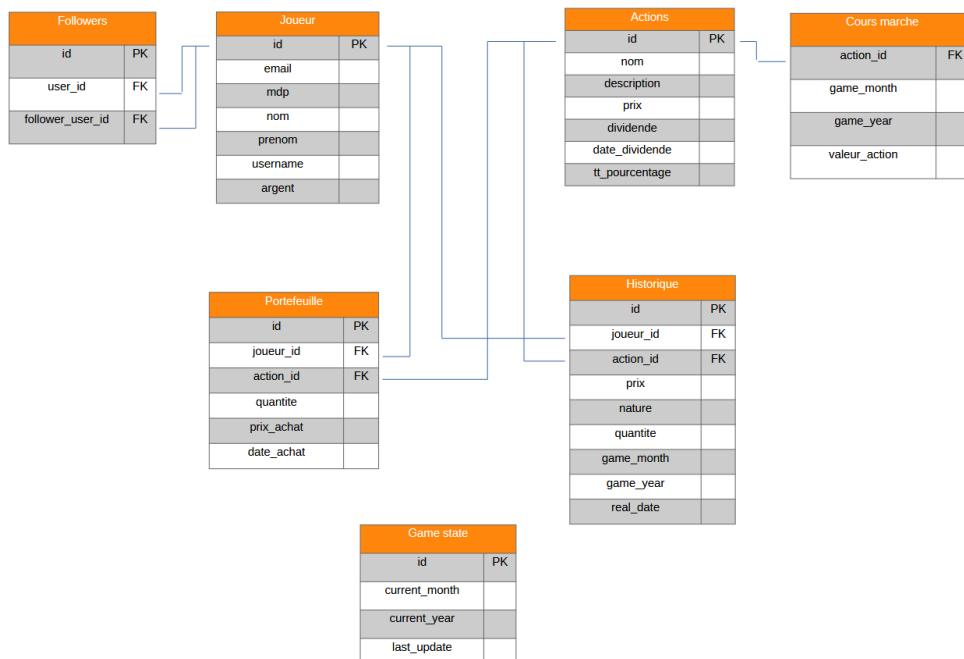 Followers
id PK
user_id FK
follower_user_id FK
Joueur
id PK
email
mdp
nom
prenom
username
argent
Actions
id PK
nom
description
prix
dividende
date_dividende
tt_pourcentage
Cours marche
action_id FK
game_month
game_year
valeur_action
Portefeuille
id PK
joueur_id FK
action_id FK
quantite
prix_achat
date_achat
Historique
id PK
joueur_id FK
action_id FK
prix
nature
quantite
game_month
game_year
real_date
Game state
id PK
current_month
current_year
last_update